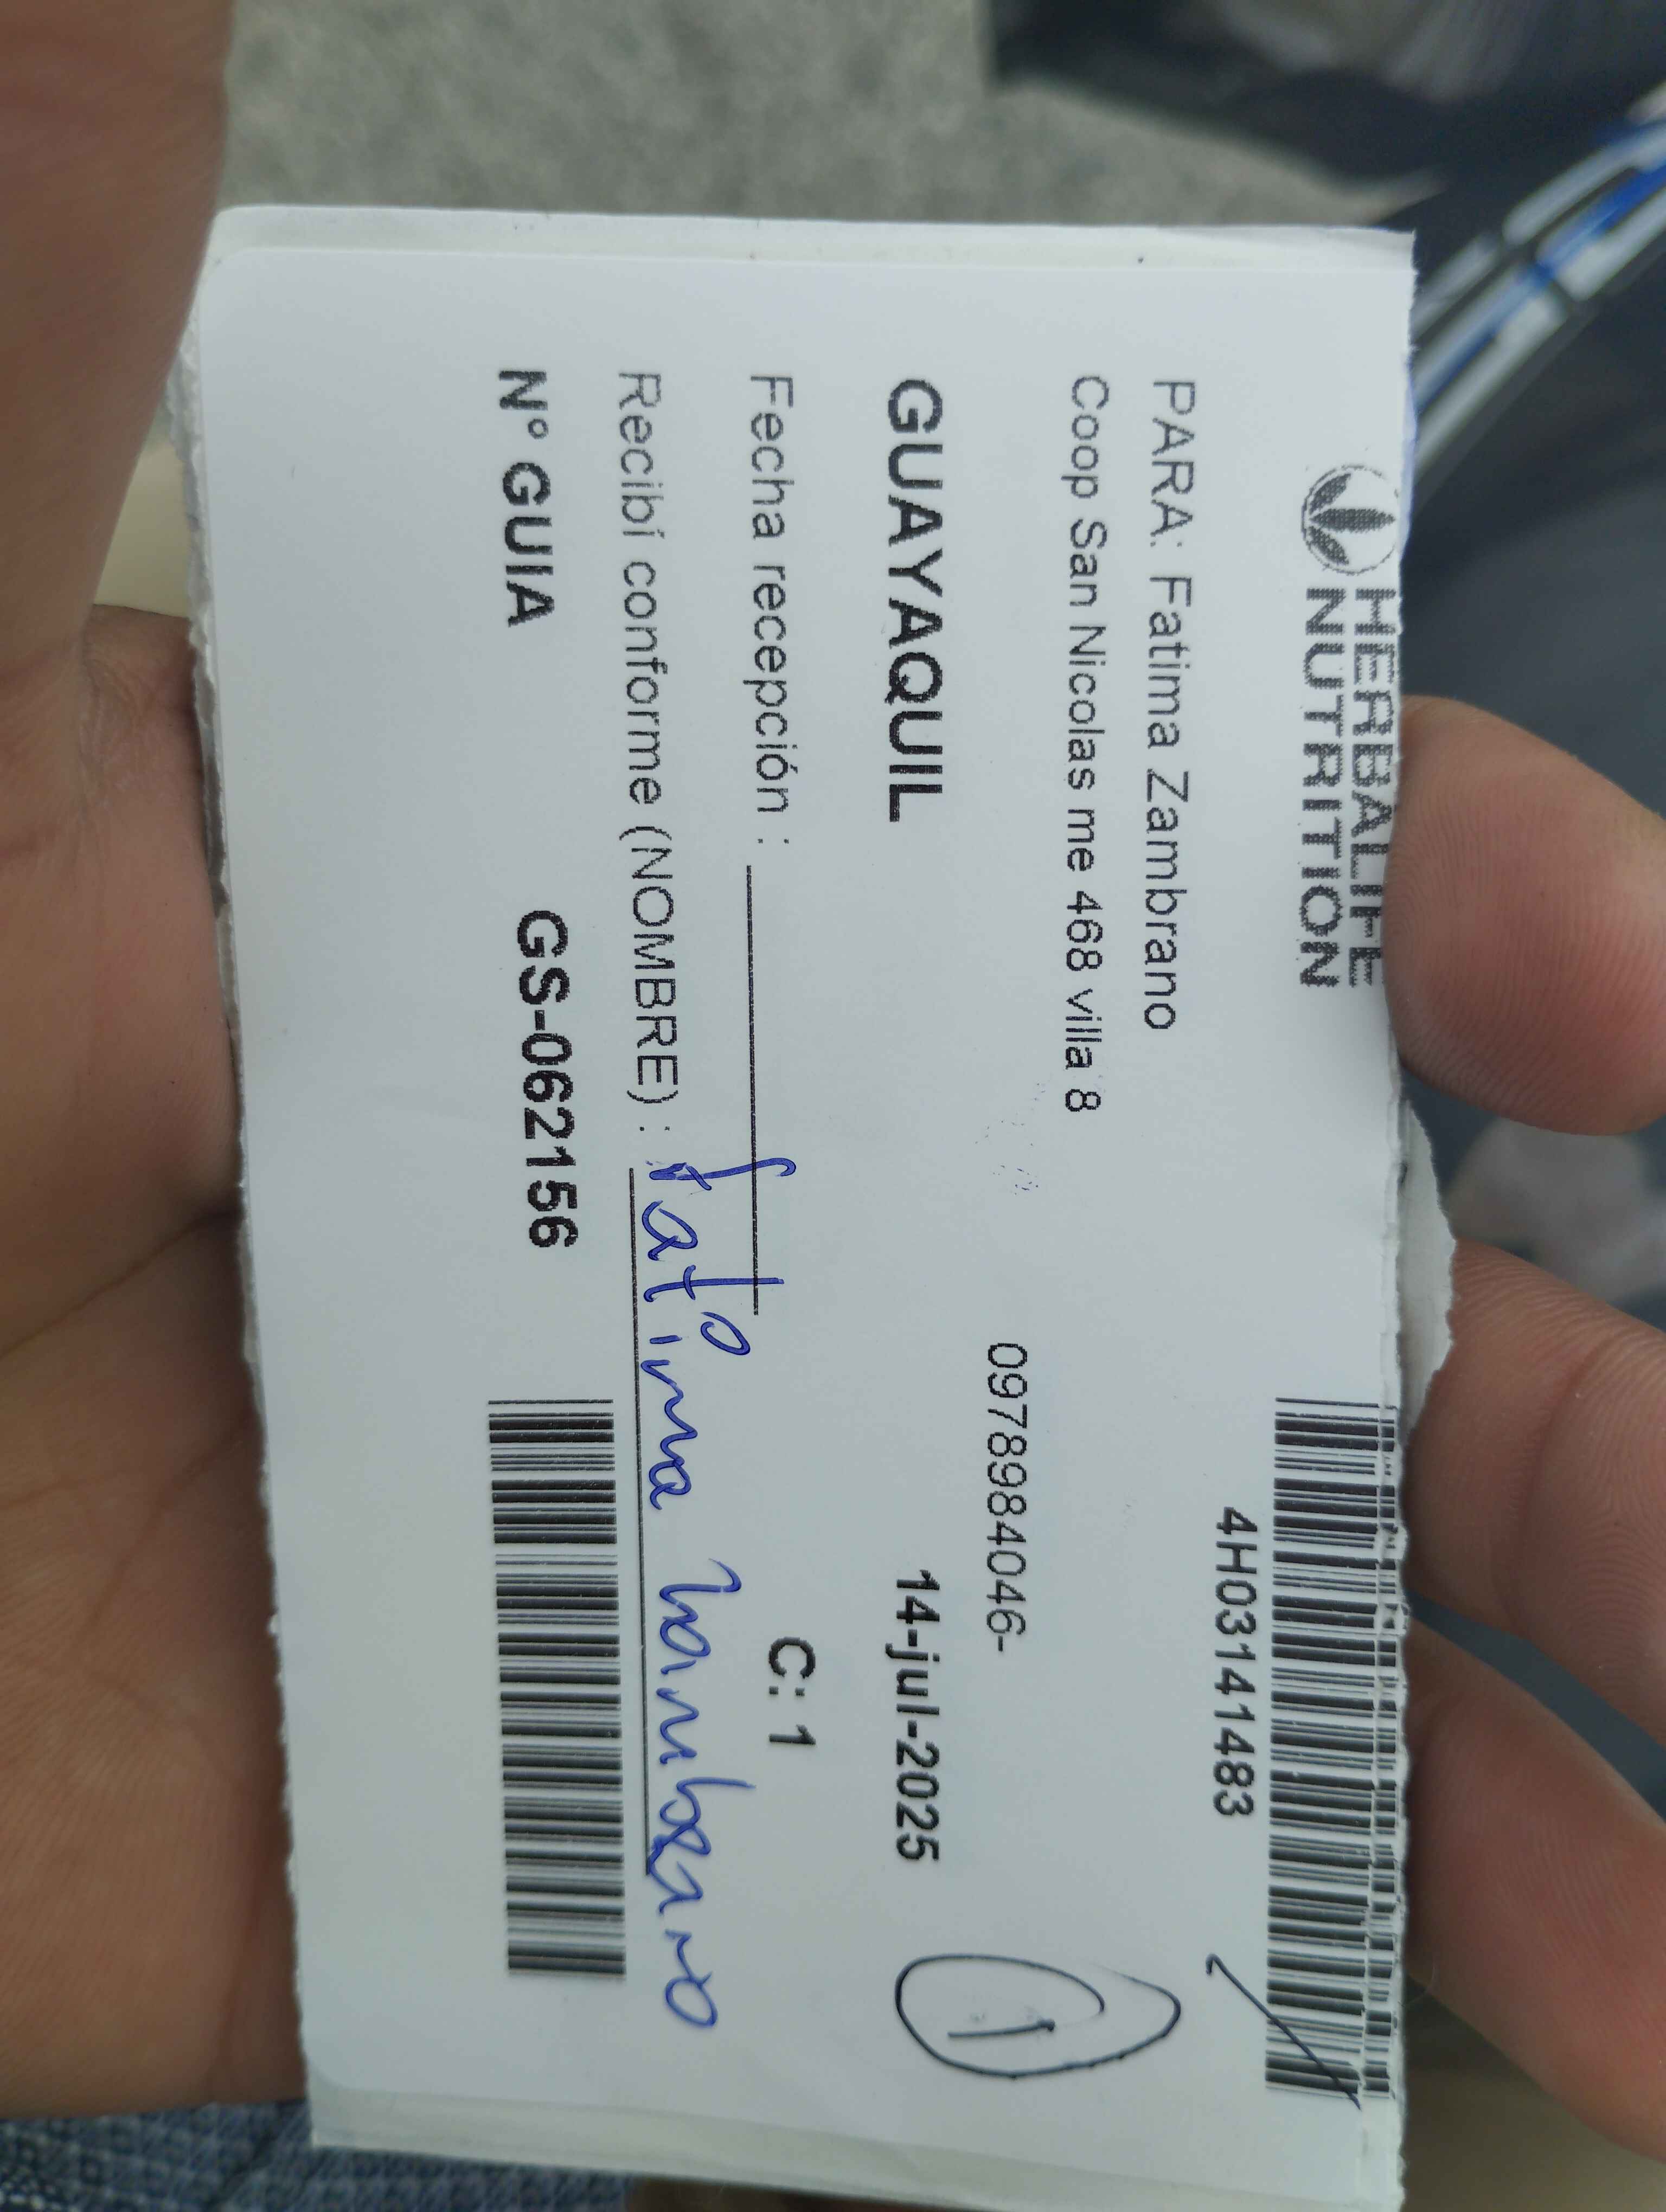 HERBALIFE
NUTRITION
4H03141483
PARA: Fatima Zambrano
Coop San Nicolas me 468 villa 8
0978984046-
GUAYAQUIL 14-jul-2025
1
Fecha recepción : C: 1
Recibí conforme (NOMBRE) : fatima Zambrano
N° GUIA GS-062156